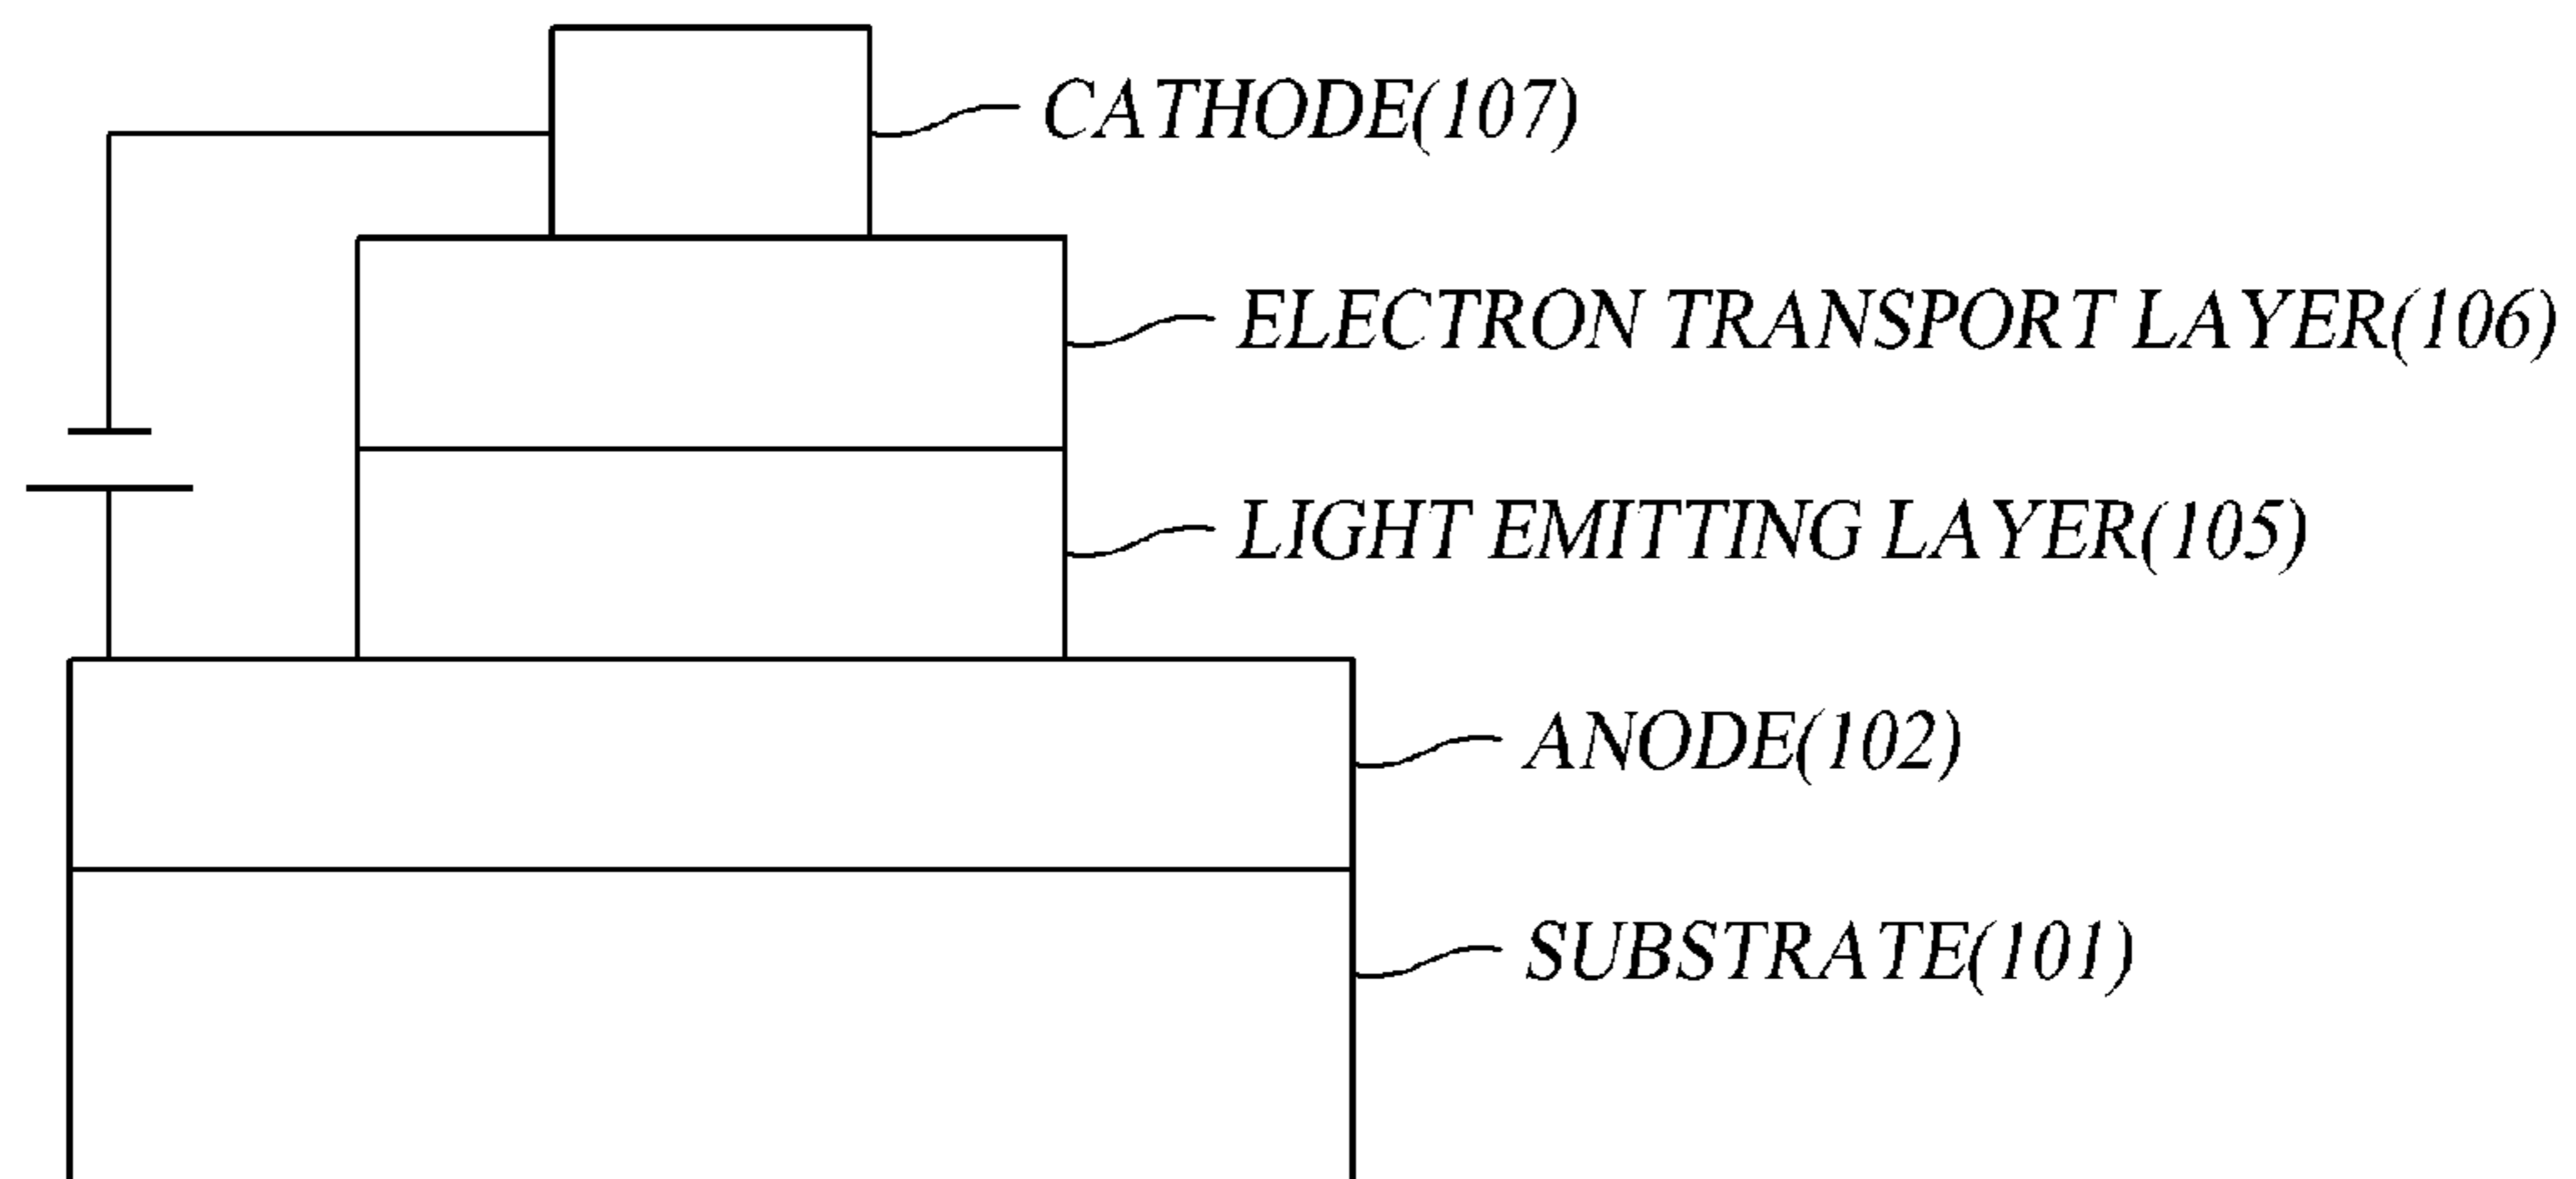 CATHODE(107)
ELECTRON TRANSPORT LAYER(106)
LIGHT EMITTING LAYER(105)
ANODE(102)
SUBSTRATE(101)